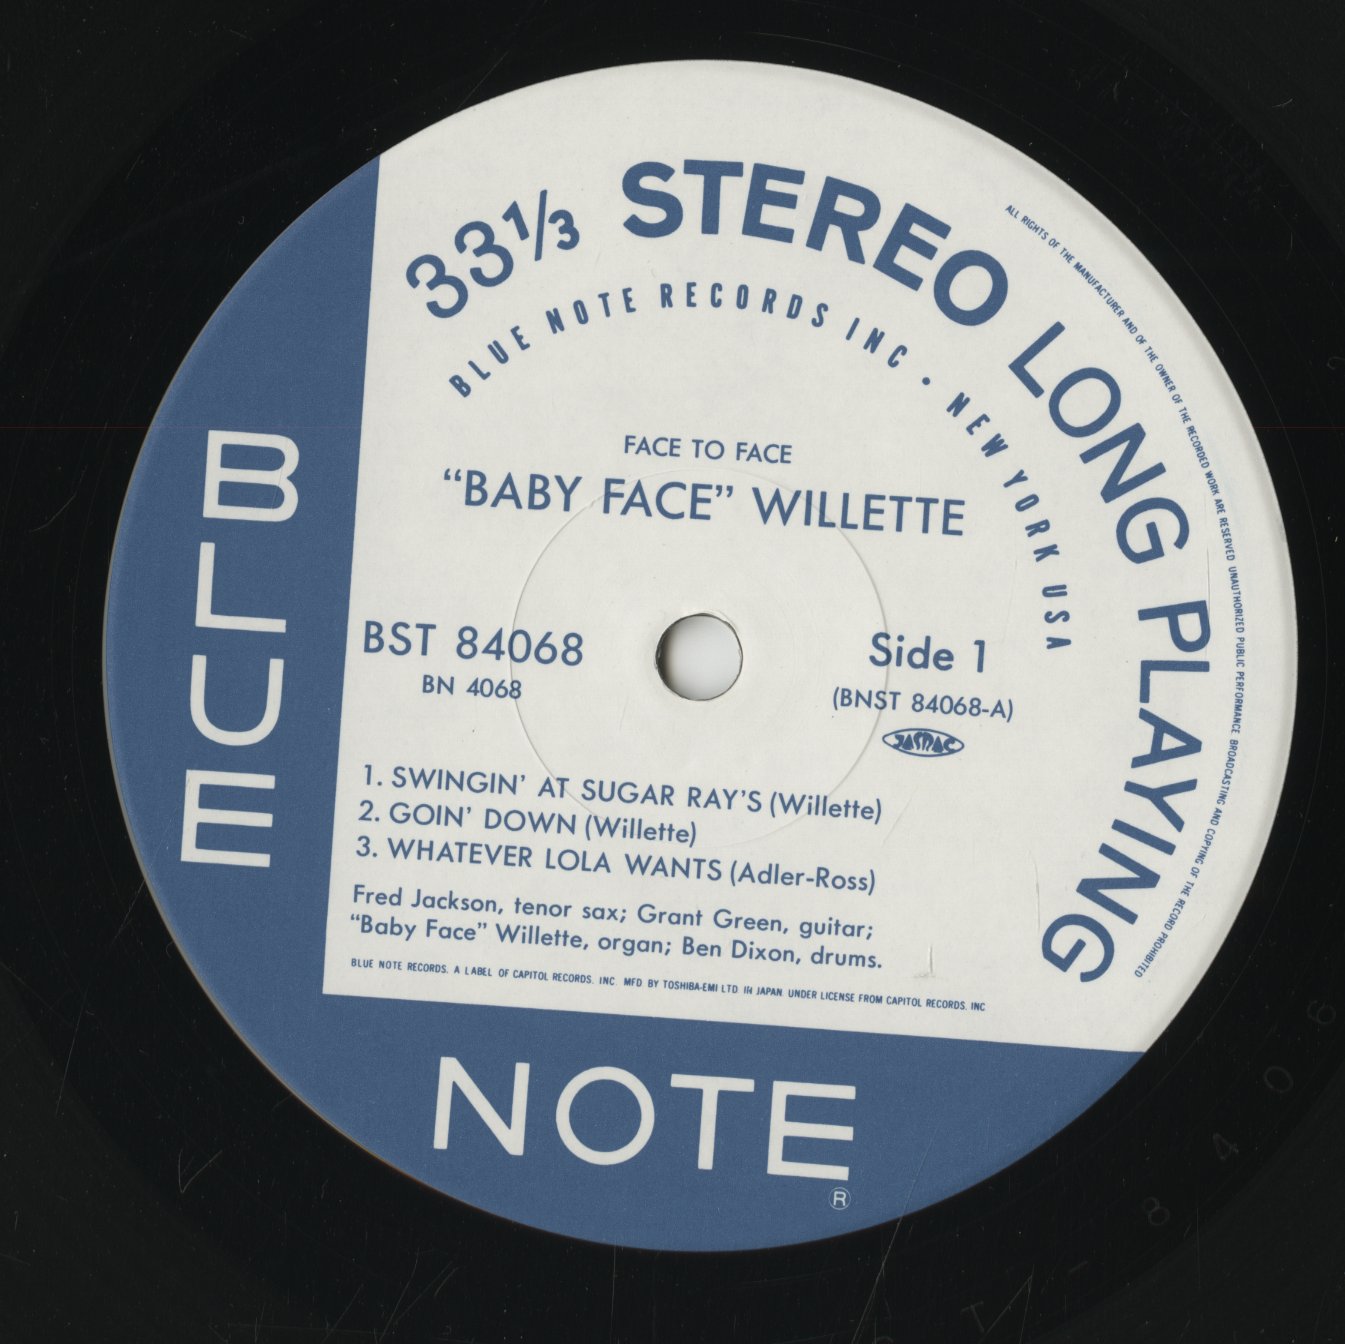 33⅓ STEREO LONG PLAYING
BLUE NOTE RECORDS INC • NEW YORK USA
ALL RIGHTS OF THE MANUFACTURER AND OF THE OWNER OF THE RECORDED WORK ARE RESERVED UNAUTHORIZED PUBLIC PERFORMANCE BROADCASTING AND COPYING OF THE RECORD PROHIBITED
FACE TO FACE
“BABY FACE” WILLETTE
BST 84068
BN 4068
Side 1
(BNST 84068-A)
JASRAC
1. SWINGIN’ AT SUGAR RAY’S (Willette)
2. GOIN’ DOWN (Willette)
3. WHATEVER LOLA WANTS (Adler-Ross)
Fred Jackson, tenor sax; Grant Green, guitar;
“Baby Face” Willette, organ; Ben Dixon, drums.
BLUE NOTE RECORDS. A LABEL OF CAPITOL RECORDS. INC. MFD BY TOSHIBA-EMI LTD. IN JAPAN. UNDER LICENSE FROM CAPITOL RECORDS. INC
BLUE
NOTE
®